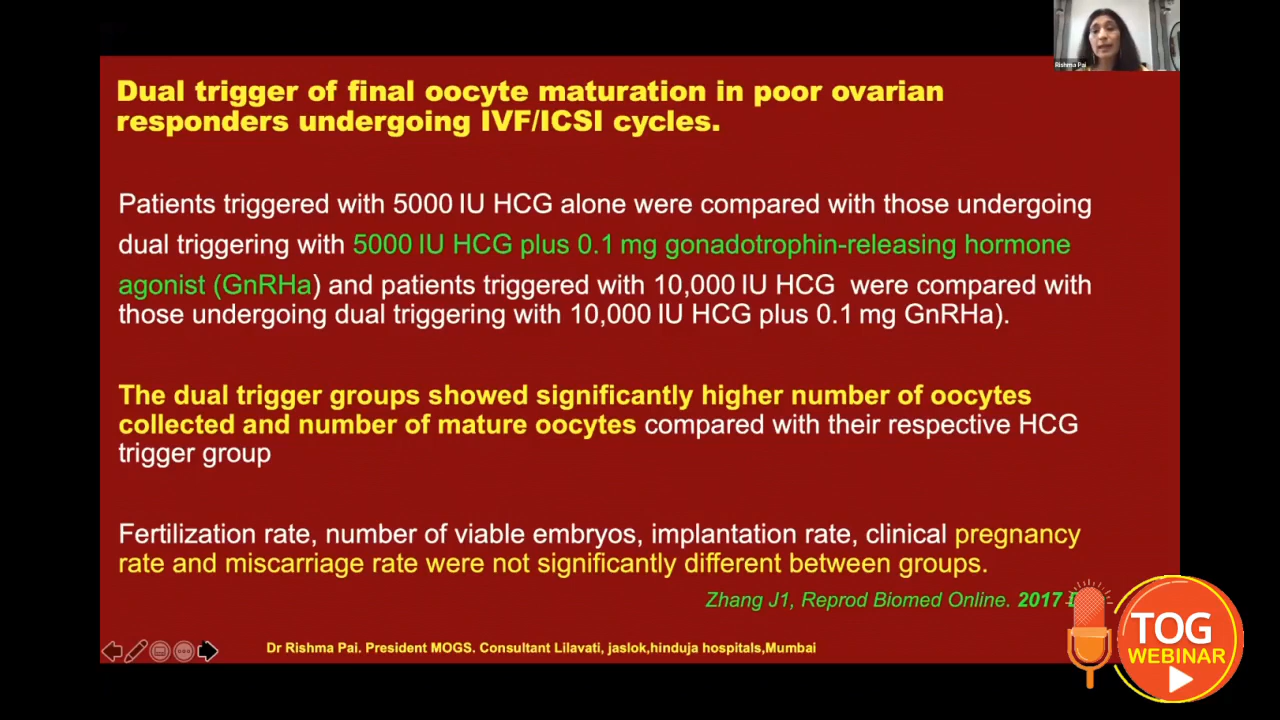 Rishma Pai
Dual trigger of final oocyte maturation in poor ovarian
responders undergoing IVF/ICSI cycles.
Patients triggered with 5000 IU HCG alone were compared with those undergoing
dual triggering with 5000 IU HCG plus 0.1 mg gonadotrophin-releasing hormone
agonist (GnRHa) and patients triggered with 10,000 IU HCG were compared with
those undergoing dual triggering with 10,000 IU HCG plus 0.1 mg GnRHa).
The dual trigger groups showed significantly higher number of oocytes
collected and number of mature oocytes compared with their respective HCG
trigger group
Fertilization rate, number of viable embryos, implantation rate, clinical pregnancy
rate and miscarriage rate were not significantly different between groups.
Zhang J1, Reprod Biomed Online. 2017
Dr Rishma Pai. President MOGS. Consultant Lilavati, jaslok,hinduja hospitals,Mumbai
TOG
WEBINAR